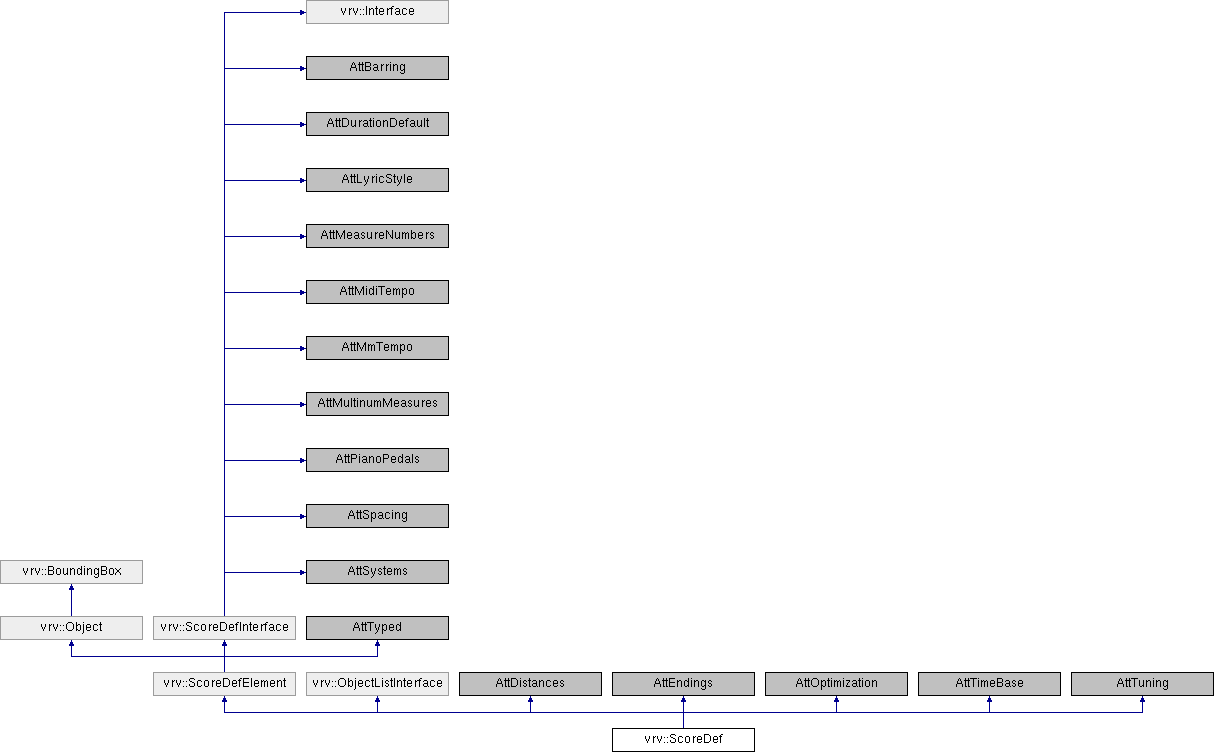 vrv::Interface
AttBarring
AttDurationDefault
AttLyricStyle
AttMeasureNumbers
AttMidiTempo
AttMmTempo
AttMultinumMeasures
AttPianoPedals
AttSpacing
vrv::BoundingBox AttSystems
vrv::Object vrv::ScoreDefInterface AttTyped
vrv::ScoreDefElement vrv::ObjectListInterface AttDistances AttEndings AttOptimization AttTimeBase AttTuning
vrv::ScoreDef